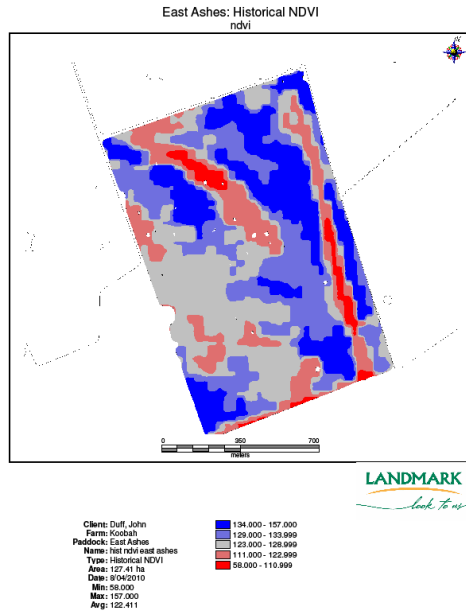 East Ashes: Historical NDVI
ndvi
N
0 350 700
meters
LANDMARK
look to us
Client: Duff, John
Farm: Koobah
Paddock: East Ashes
Name: hist ndvi east ashes
Type: Historical NDVI
Area: 127.41 ha
Date: 8/04/2010
Min: 58.000
Max: 157.000
Avg: 122.411
134.000 - 157.000
129.000 - 133.999
123.000 - 128.999
111.000 - 122.999
58.000 - 110.999